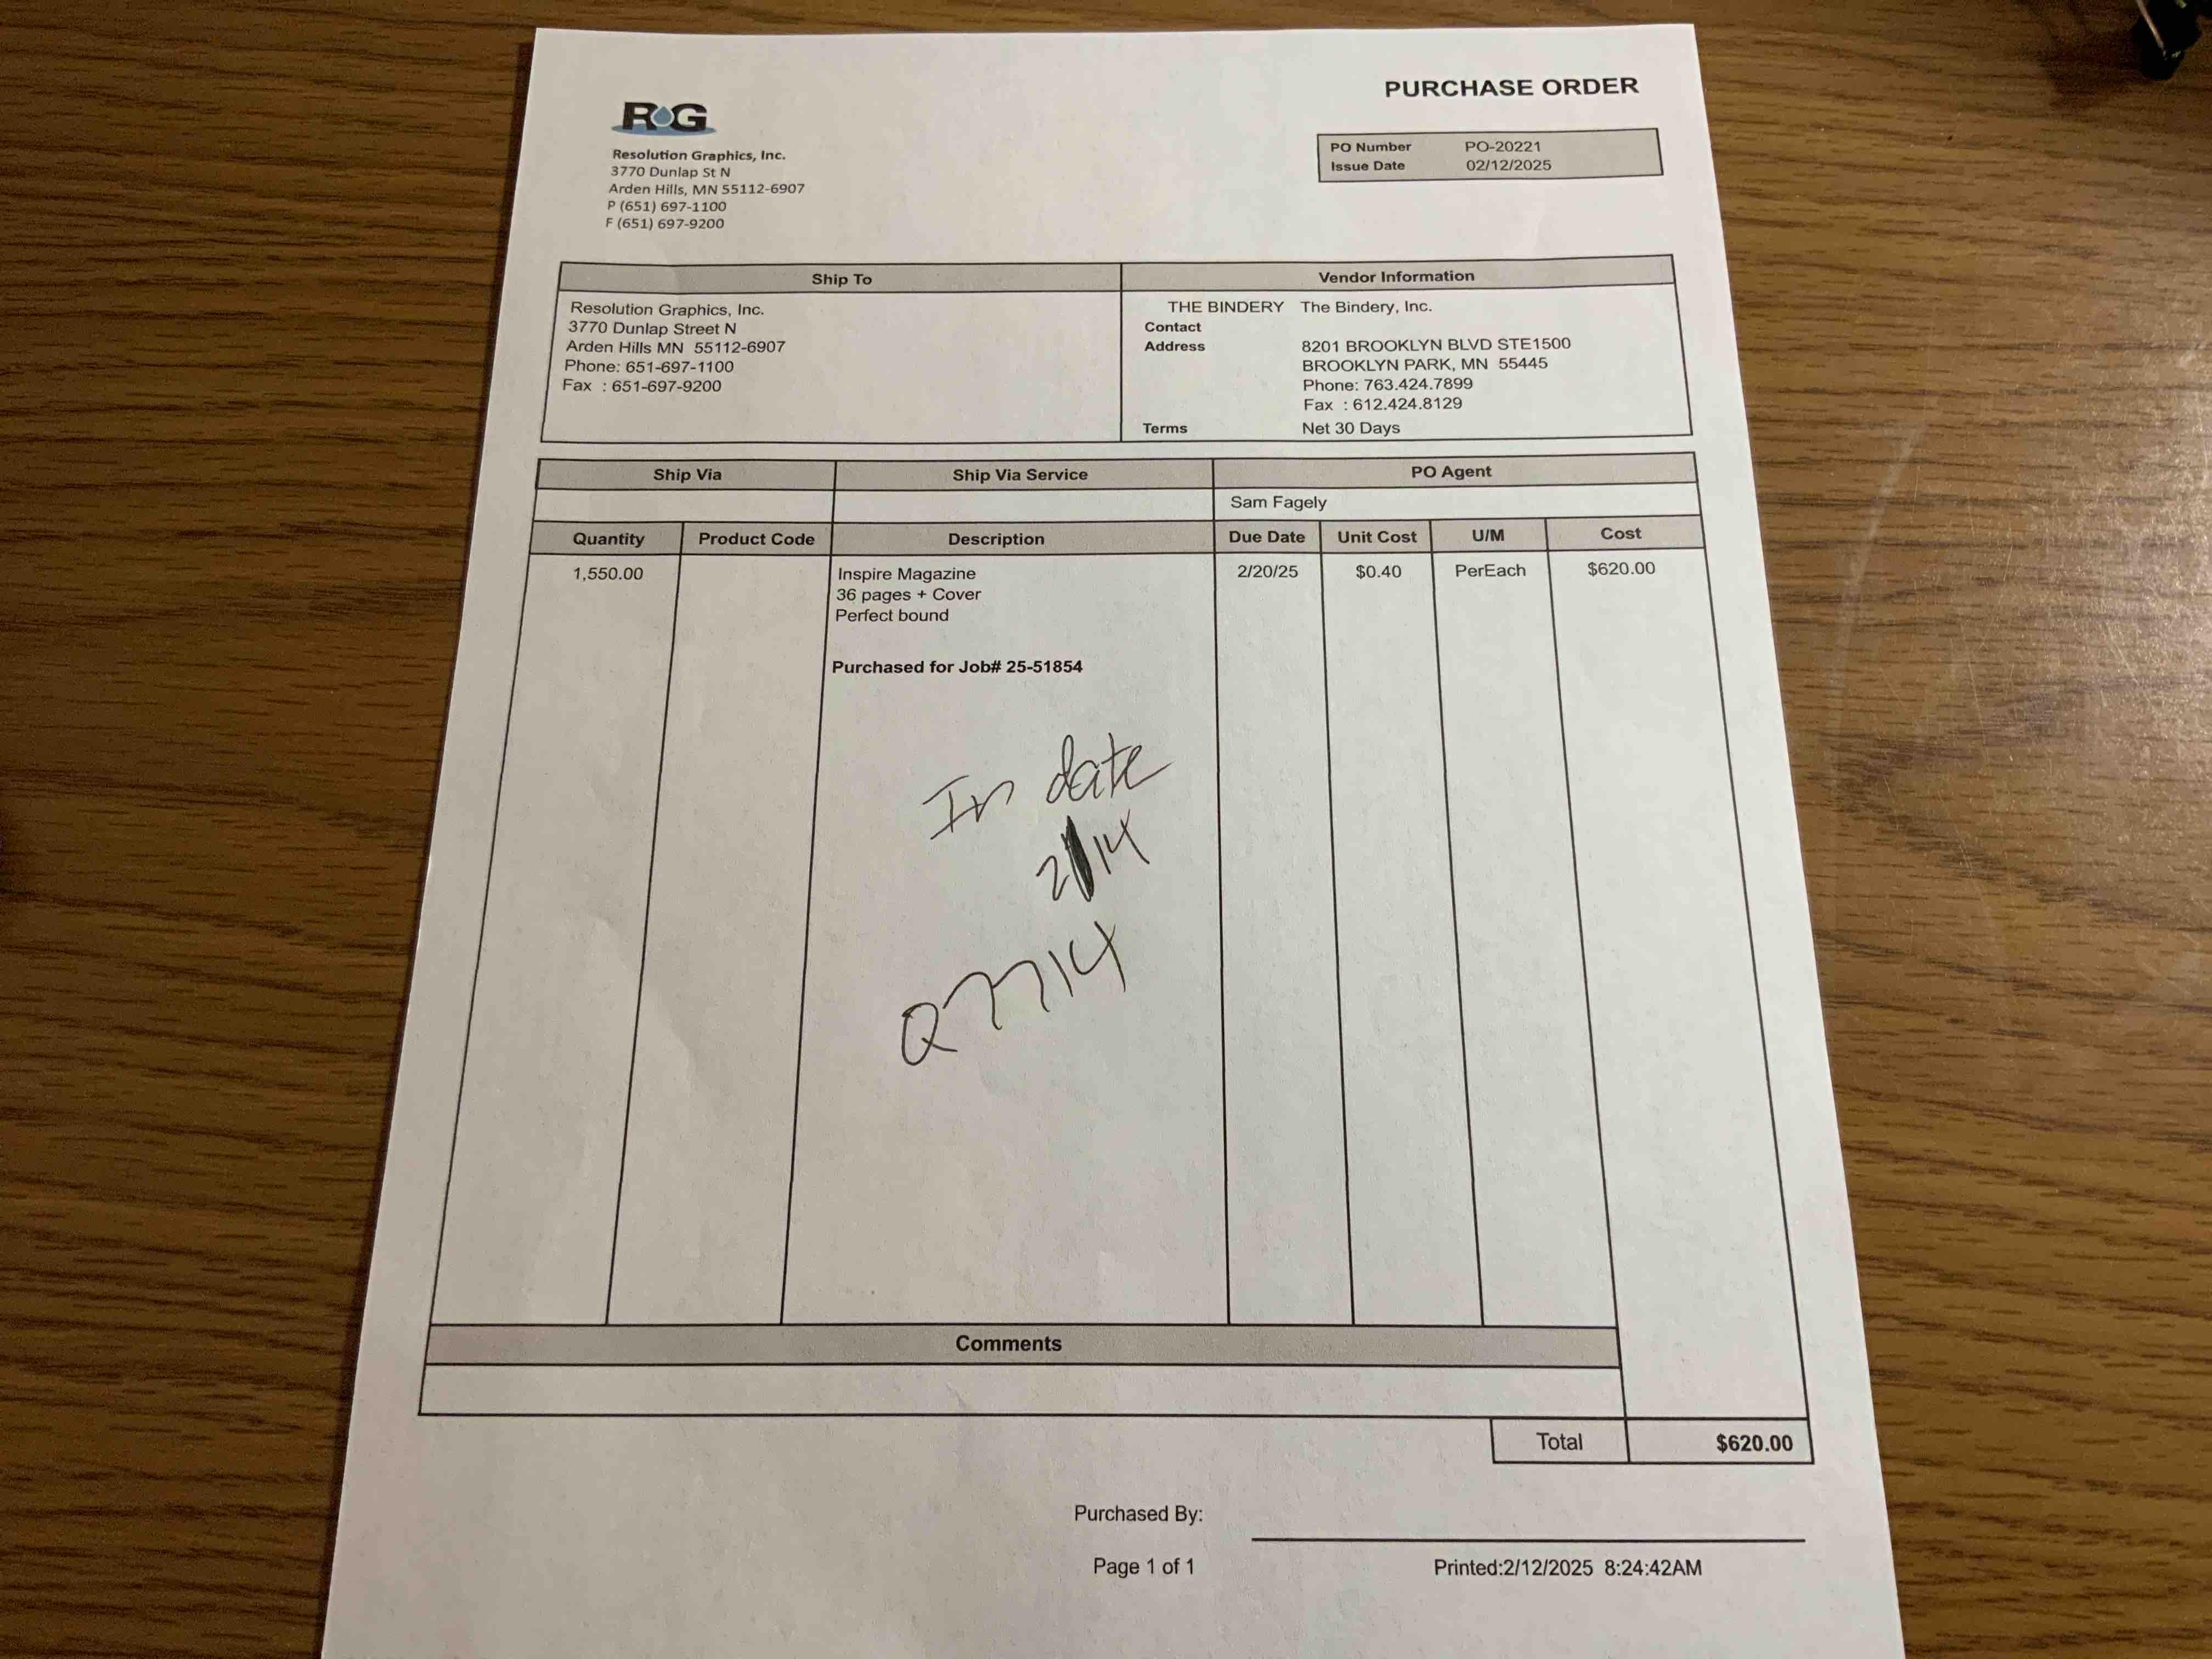 PURCHASE ORDER
RG
Resolution Graphics, Inc.
3770 Dunlap St N
Arden Hills, MN 55112-6907
P (651) 697-1100
F (651) 697-9200
PO Number PO-20221
Issue Date 02/12/2025
Ship To
Resolution Graphics, Inc.
3770 Dunlap Street N
Arden Hills MN 55112-6907
Phone: 651-697-1100
Fax : 651-697-9200
Vendor Information
THE BINDERY The Bindery, Inc.
Contact
Address 8201 BROOKLYN BLVD STE1500
BROOKLYN PARK, MN 55445
Phone: 763.424.7899
Fax : 612.424.8129
Terms Net 30 Days
Ship Via Ship Via Service PO Agent
Sam Fagely
Quantity Product Code Description Due Date Unit Cost U/M Cost
1,550.00 Inspire Magazine 2/20/25 $0.40 PerEach $620.00
36 pages + Cover
Perfect bound
Purchased for Job# 25-51854
In date
2/14
Q7714
Comments
Total $620.00
Purchased By:
Page 1 of 1 Printed:2/12/2025 8:24:42AM